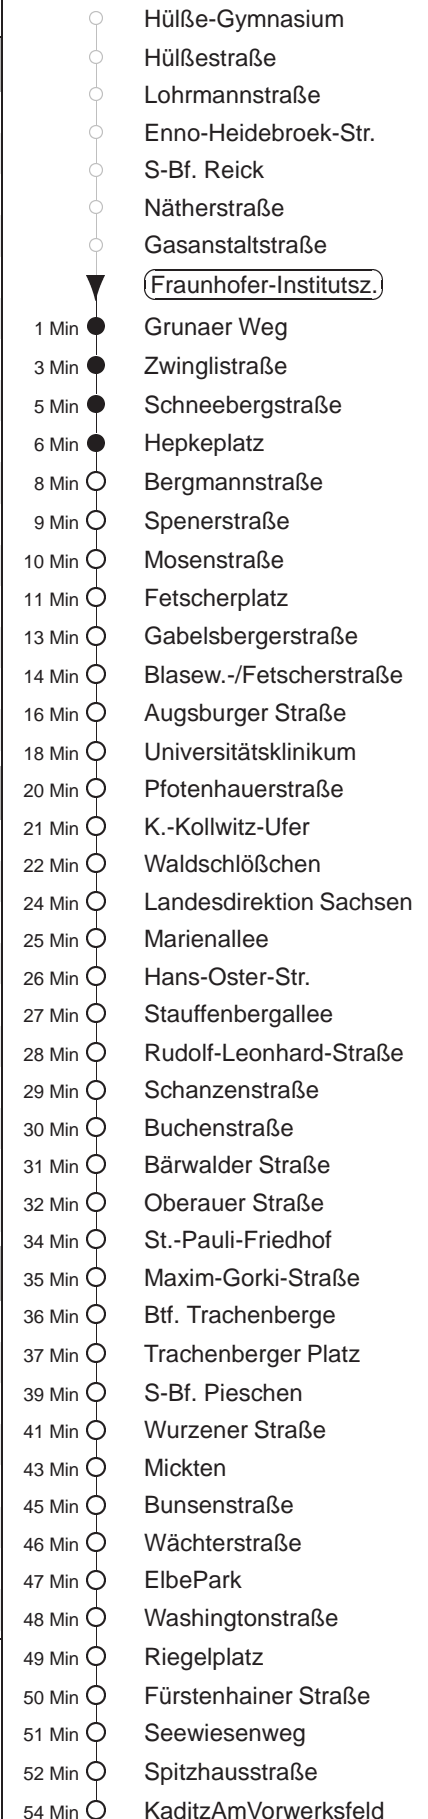 Hülße-Gymnasium
Hülßestraße
Lohrmannstraße
Enno-Heidebroek-Str.
S-Bf. Reick
Nätherstraße
Gasanstaltstraße
Fraunhofer-Institutsz.
1 Min Grunaer Weg
3 Min Zwinglistraße
5 Min Schneebergstraße
6 Min Hepkeplatz
8 Min Bergmannstraße
9 Min Spenerstraße
10 Min Mosenstraße
11 Min Fetscherplatz
13 Min Gabelsbergerstraße
14 Min Blasew.-/Fetscherstraße
16 Min Augsburger Straße
18 Min Universitätsklinikum
20 Min Pfotenhauerstraße
21 Min K.-Kollwitz-Ufer
22 Min Waldschlößchen
24 Min Landesdirektion Sachsen
25 Min Marienallee
26 Min Hans-Oster-Str.
27 Min Stauffenbergallee
28 Min Rudolf-Leonhard-Straße
29 Min Schanzenstraße
30 Min Buchenstraße
31 Min Bärwalder Straße
32 Min Oberauer Straße
34 Min St.-Pauli-Friedhof
35 Min Maxim-Gorki-Straße
36 Min Btf. Trachenberge
37 Min Trachenberger Platz
39 Min S-Bf. Pieschen
41 Min Wurzener Straße
43 Min Mickten
45 Min Bunsenstraße
46 Min Wächterstraße
47 Min ElbePark
48 Min Washingtonstraße
49 Min Riegelplatz
50 Min Fürstenhainer Straße
51 Min Seewiesenweg
52 Min Spitzhausstraße
54 Min KaditzAmVorwerksfeld